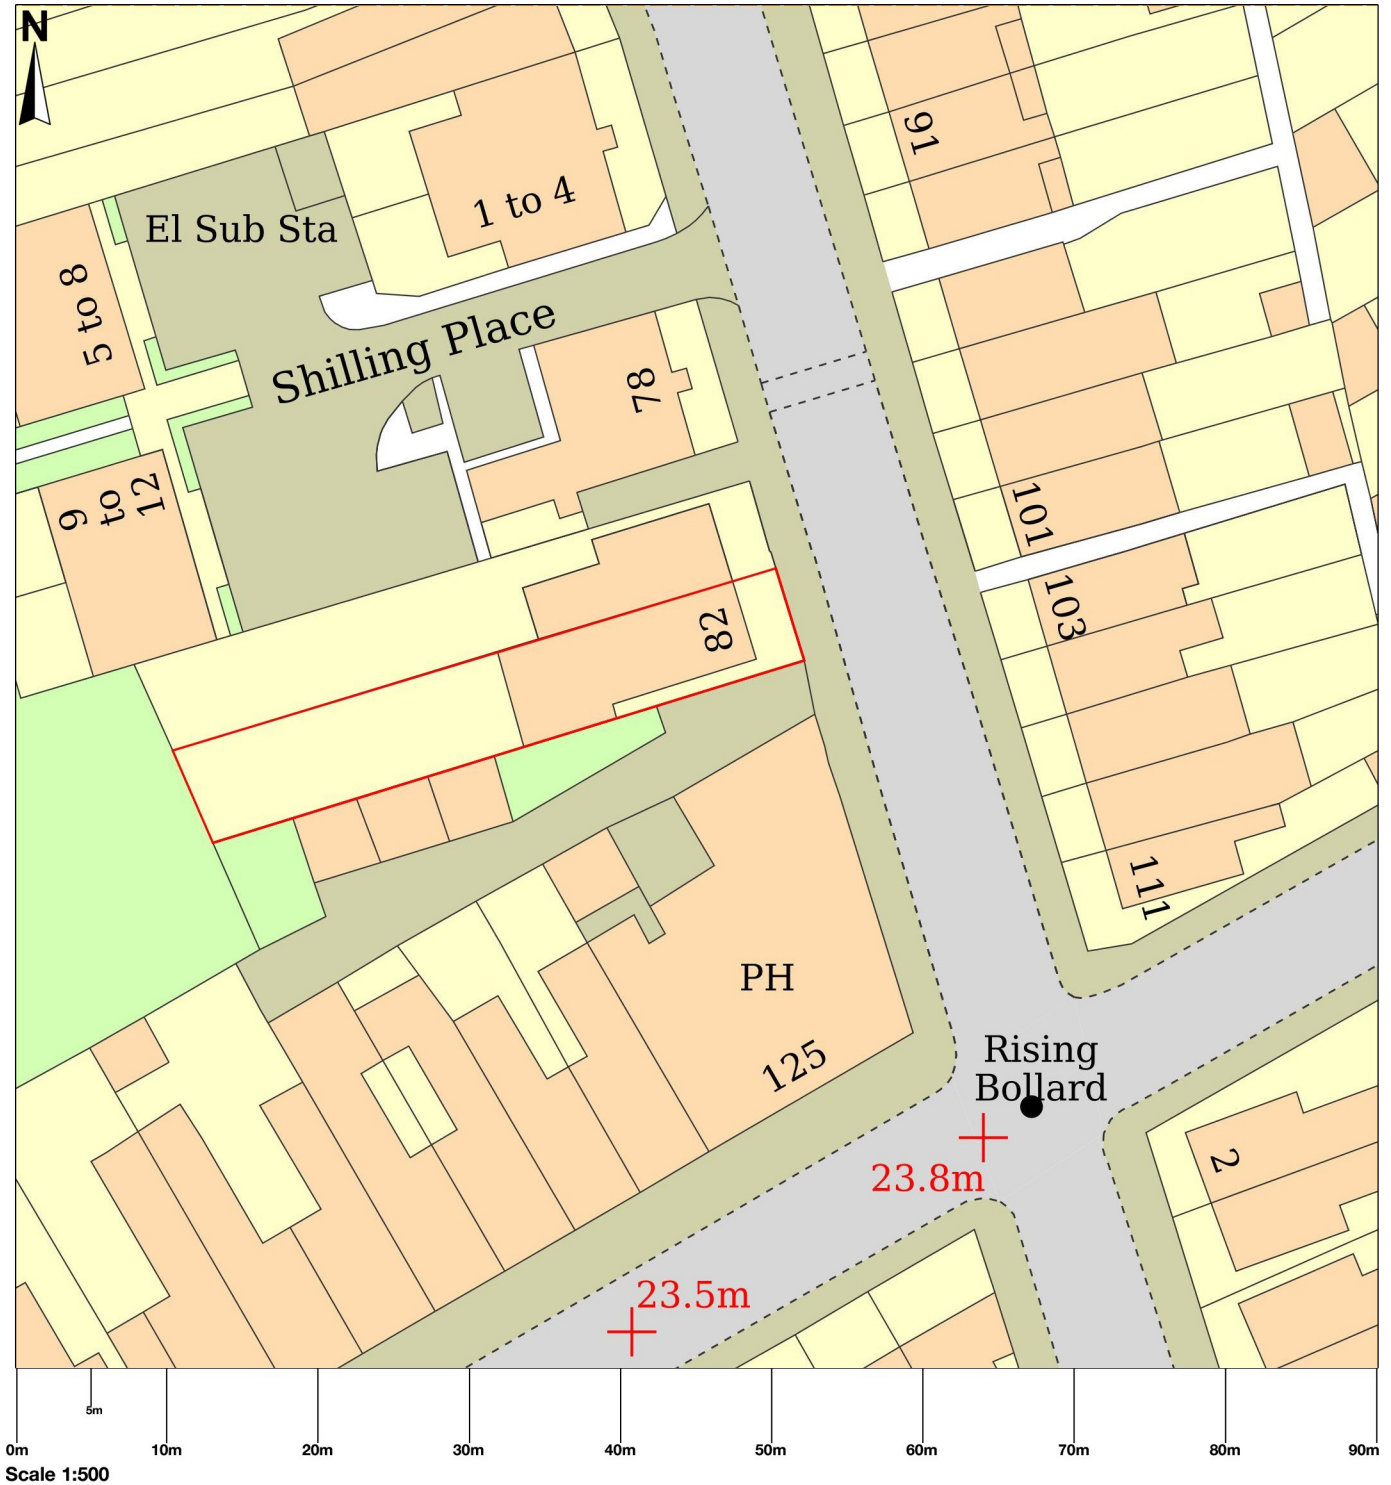 N
91
1 to 4
El Sub Sta
5 to 8
Shilling Place
78
9
to
12
101
103
82
111
PH
Rising
Bollard
125
23.8m
2
23.5m
5m
0m 10m 20m 30m 40m 50m 60m 70m 80m 90m
Scale 1:500